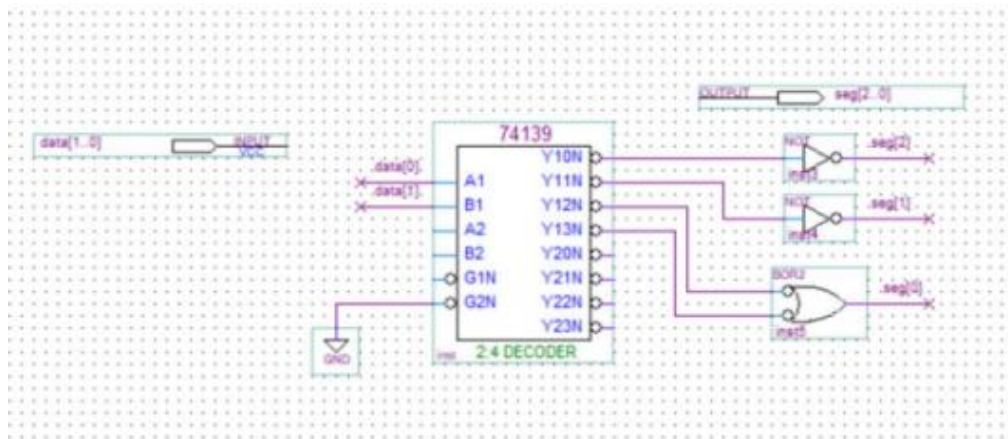 OUTPUT
seg[2..0]
data[1..0]
INPUT
VCC
74139
data[0]
data[1]
A1
B1
A2
B2
G1N
G2N
Y10N
Y11N
Y12N
Y13N
Y20N
Y21N
Y22N
Y23N
2:4 DECODER
GND
NOT
seg[2]
inst3
NOT
seg[1]
inst4
BOR2
seg[0]
inst5